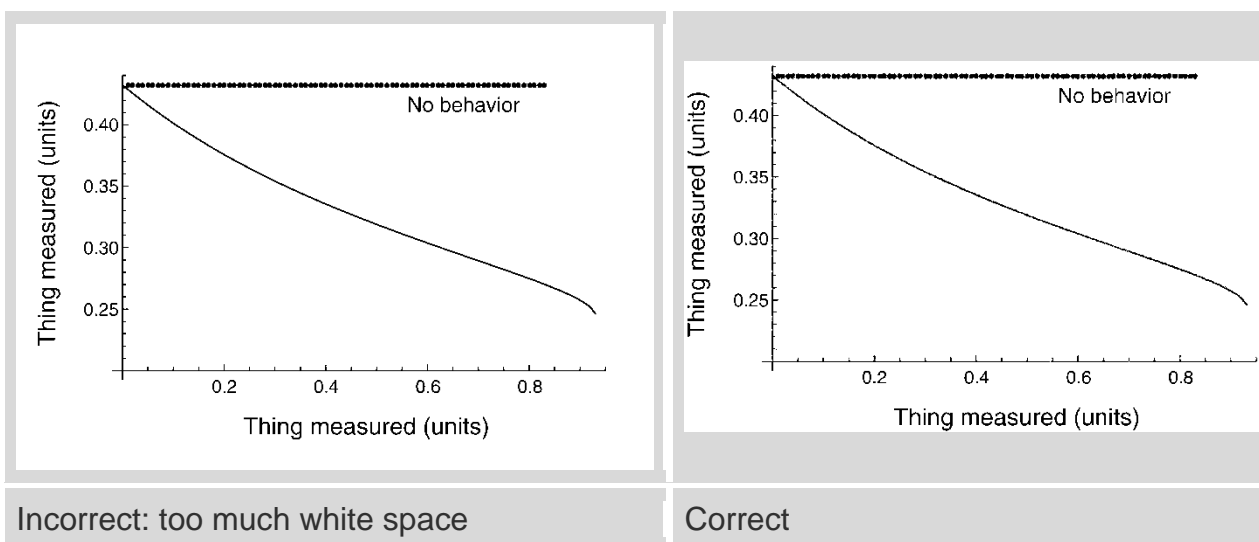 No behavior
0.40
0.35
0.30
0.25
Thing measured (units)
0.2 0.4 0.6 0.8
Thing measured (units)
No behavior
0.40
0.35
0.30
0.25
Thing measured (units)
0.2 0.4 0.6 0.8
Thing measured (units)
Incorrect: too much white space
Correct